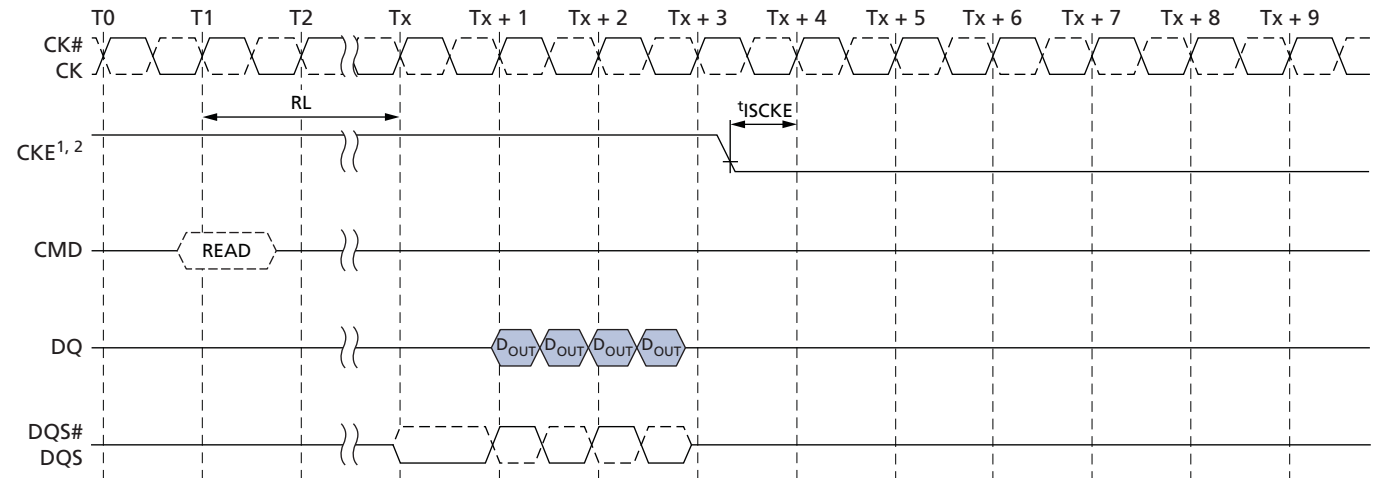 T0 T1 T2 Tx Tx + 1 Tx + 2 Tx + 3 Tx + 4 Tx + 5 Tx + 6 Tx + 7 Tx + 8 Tx + 9
CK#
CK
RL
tISCKE
CKE1, 2
CMD READ
DQ DOUT DOUT DOUT DOUT
DQS#
DQS